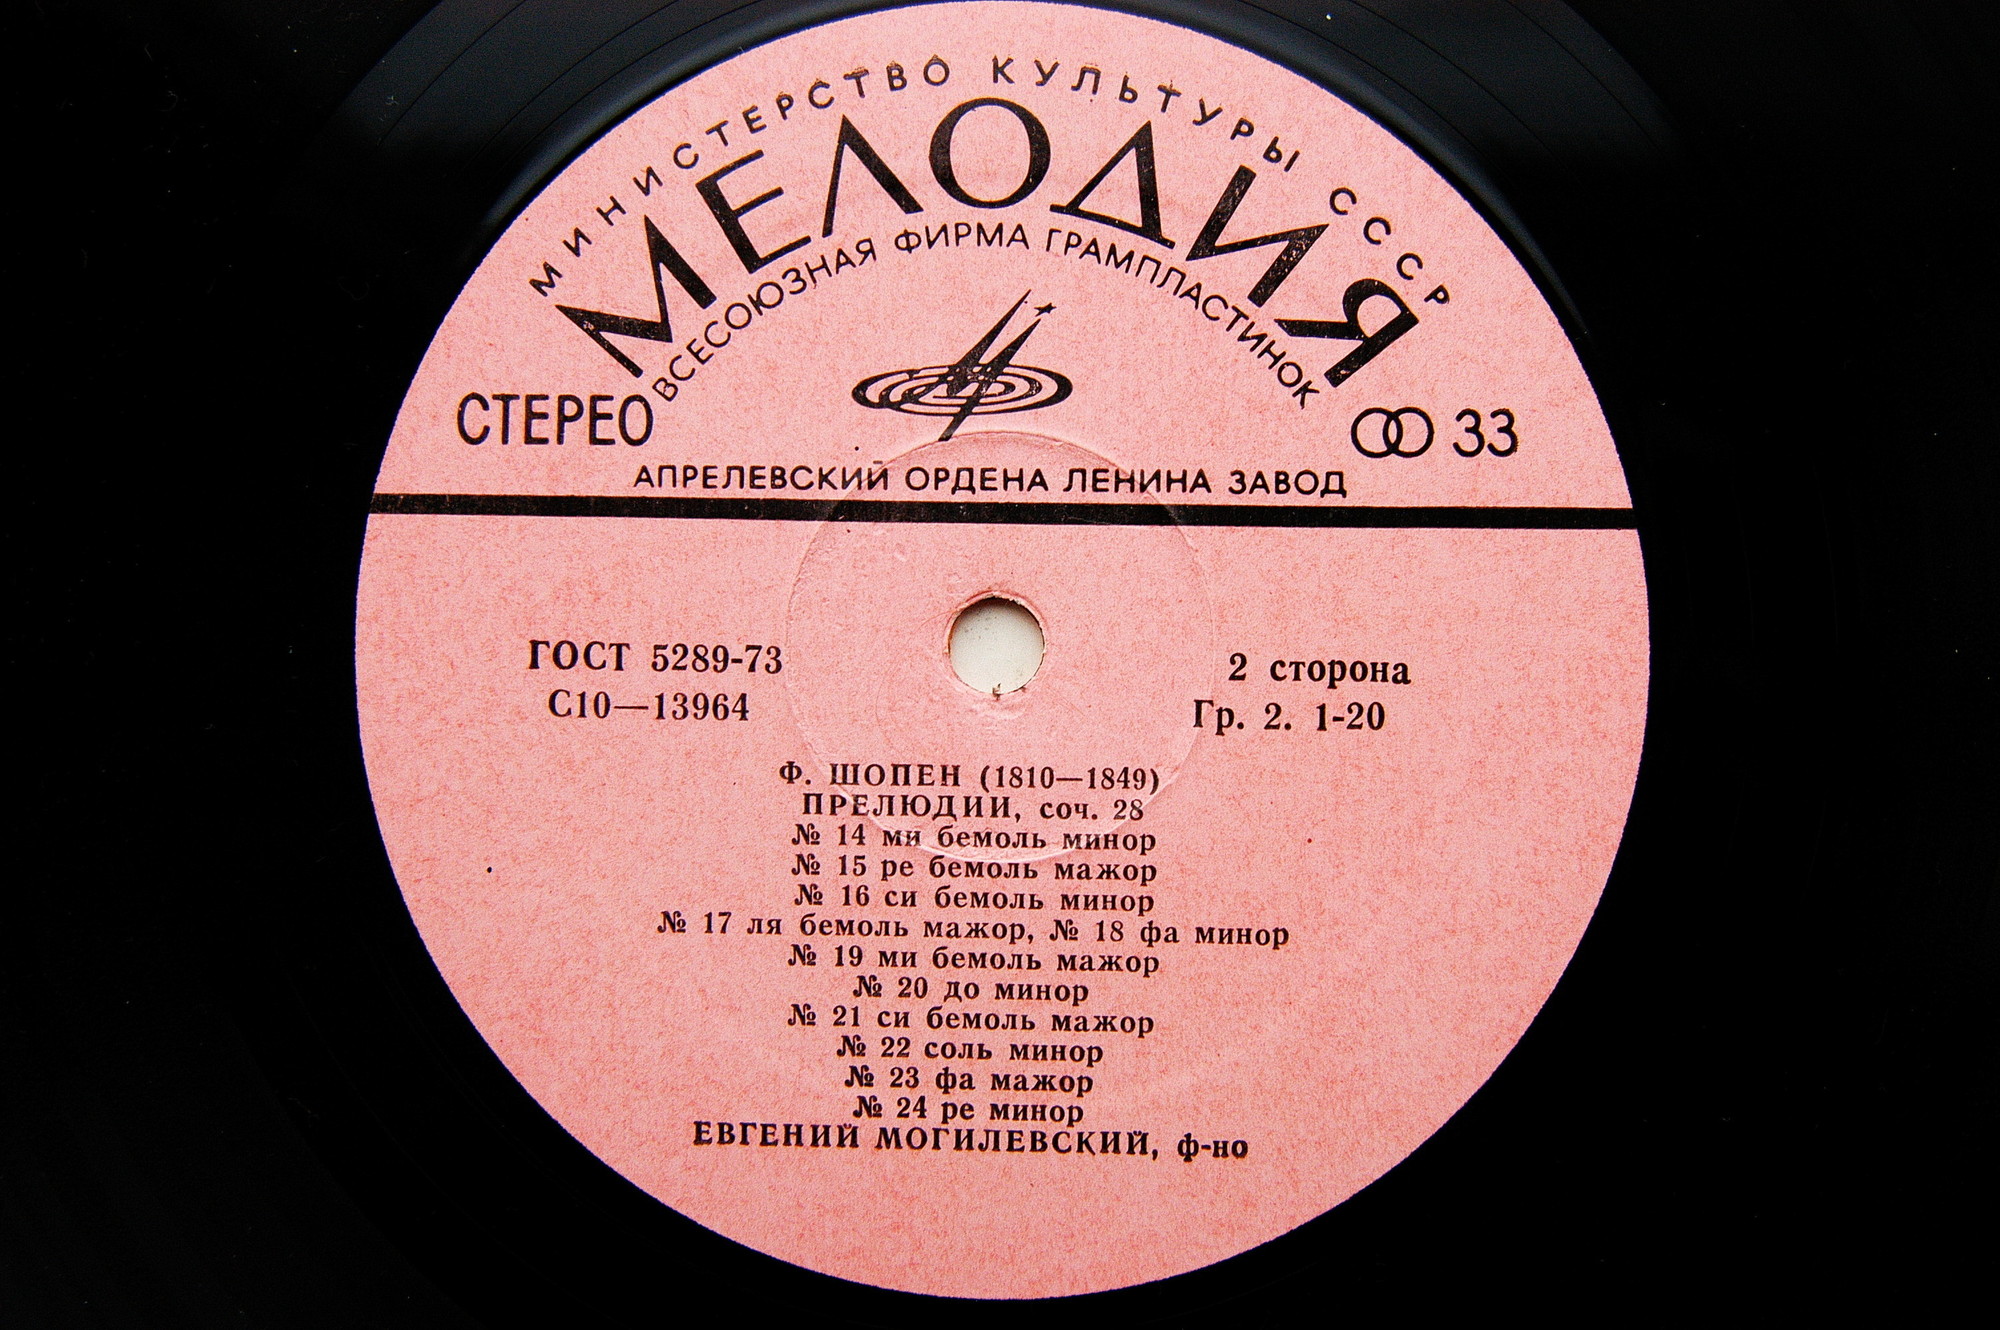 МИНИСТЕРСТВО КУЛЬТУРЫ СССР
МЕЛОДИЯ
ВСЕСОЮЗНАЯ ФИРМА ГРАМПЛАСТИНОК
СТЕРЕО
33
АПРЕЛЕВСКИЙ ОРДЕНА ЛЕНИНА ЗАВОД
ГОСТ 5289-73
С10—13964
2 сторона
Гр. 2. 1-20
Ф. ШОПЕН (1810—1849)
ПРЕЛЮДИИ, соч. 28
№ 14 ми бемоль минор
№ 15 ре бемоль мажор
№ 16 си бемоль минор
№ 17 ля бемоль мажор, № 18 фа минор
№ 19 ми бемоль мажор
№ 20 до минор
№ 21 си бемоль мажор
№ 22 соль минор
№ 23 фа мажор
№ 24 ре минор
ЕВГЕНИЙ МОГИЛЕВСКИЙ, ф-но